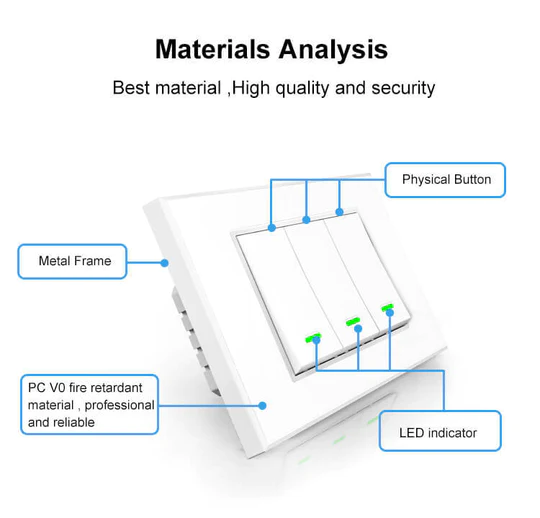 Materials Analysis
Best material ,High quality and security
Physical Button
Metal Frame
PC V0 fire retardant
material , professional
and reliable
LED indicator